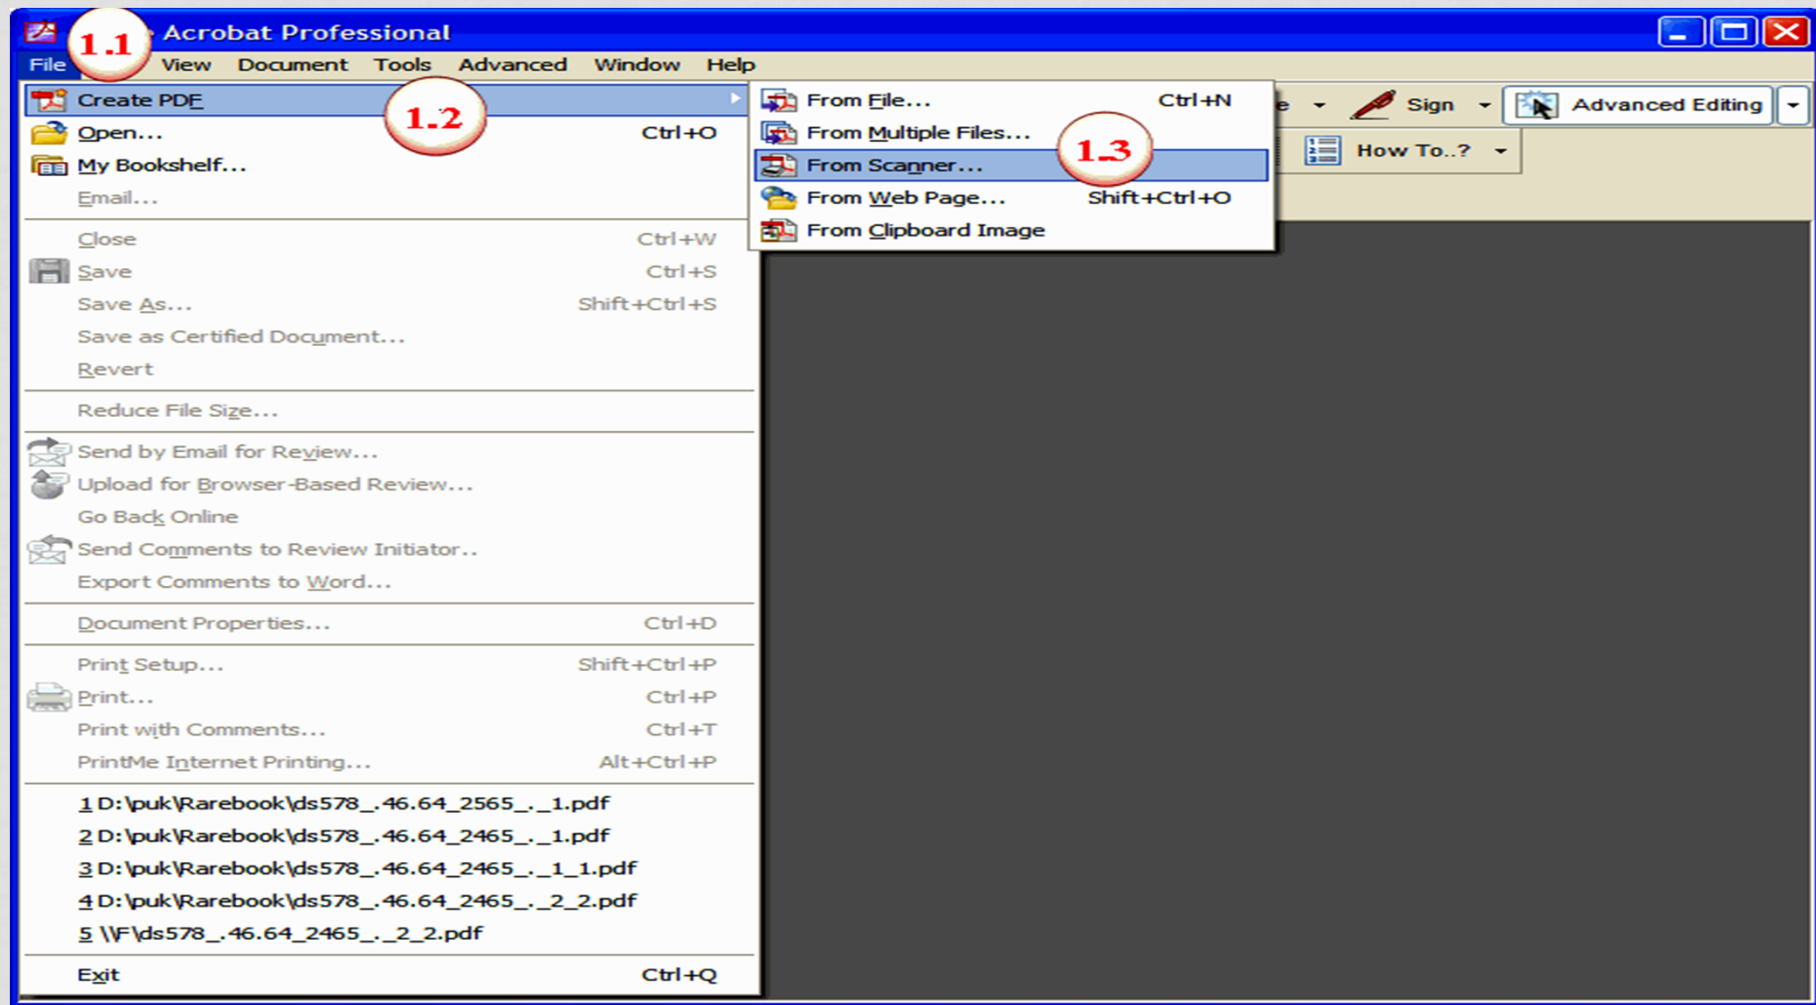 1.1
Acrobat Professional
File View Document Tools Advanced Window Help
Create PDF
1.2
Open... Ctrl+O
My Bookshelf...
Email...
Close Ctrl+W
Save Ctrl+S
Save As... Shift+Ctrl+S
Save as Certified Document...
Revert
Reduce File Size...
Send by Email for Review...
Upload for Browser-Based Review...
Go Back Online
Send Comments to Review Initiator..
Export Comments to Word...
Document Properties... Ctrl+D
Print Setup... Shift+Ctrl+P
Print... Ctrl+P
Print with Comments... Ctrl+T
PrintMe Internet Printing... Alt+Ctrl+P
1 D:\puk\Rarebook\ds578_.46.64_2565_._1.pdf
2 D:\puk\Rarebook\ds578_.46.64_2465_._1.pdf
3 D:\puk\Rarebook\ds578_.46.64_2465_._1_1.pdf
4 D:\puk\Rarebook\ds578_.46.64_2465_._2_2.pdf
5 \\F\ds578_.46.64_2465_._2_2.pdf
Exit Ctrl+Q
From File... Ctrl+N
From Multiple Files...
1.3
From Scanner...
From Web Page... Shift+Ctrl+O
From Clipboard Image
Sign Advanced Editing
How To..?